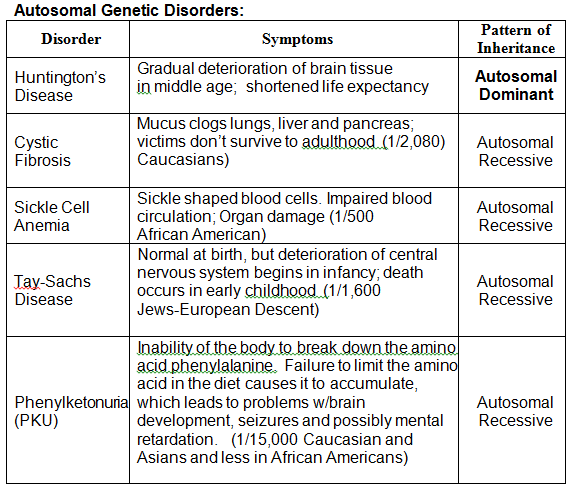 Autosomal Genetic Disorders:
Disorder
Symptoms
Pattern of
Inheritance
Huntington's
Disease
Gradual deterioration of brain tissue
in middle age;  shortened life expectancy
Autosomal
Dominant
Cystic
Fibrosis
Mucus clogs lungs, liver and pancreas;
victims don't survive to adulthood  (1/2,080)
Caucasians)
Autosomal
Recessive
Sickle Cell
Anemia
Sickle shaped blood cells. Impaired blood
circulation; Organ damage (1/500
African American)
Autosomal
Recessive
Tay-Sachs
Disease
Normal at birth, but deterioration of central
nervous system begins in infancy; death
occurs in early childhood  (1/1,600
Jews-European Descent)
Autosomal
Recessive
Phenylketonuria
(PKU)
Inability of the body to break down the amino
acid phenylalanine.  Failure to limit the amino
acid in the diet causes it to accumulate,
which leads to problems w/brain
development, seizures and possibly mental
retardation.   (1/15,000 Caucasian and
Asians and less in African Americans)
Autosomal
Recessive